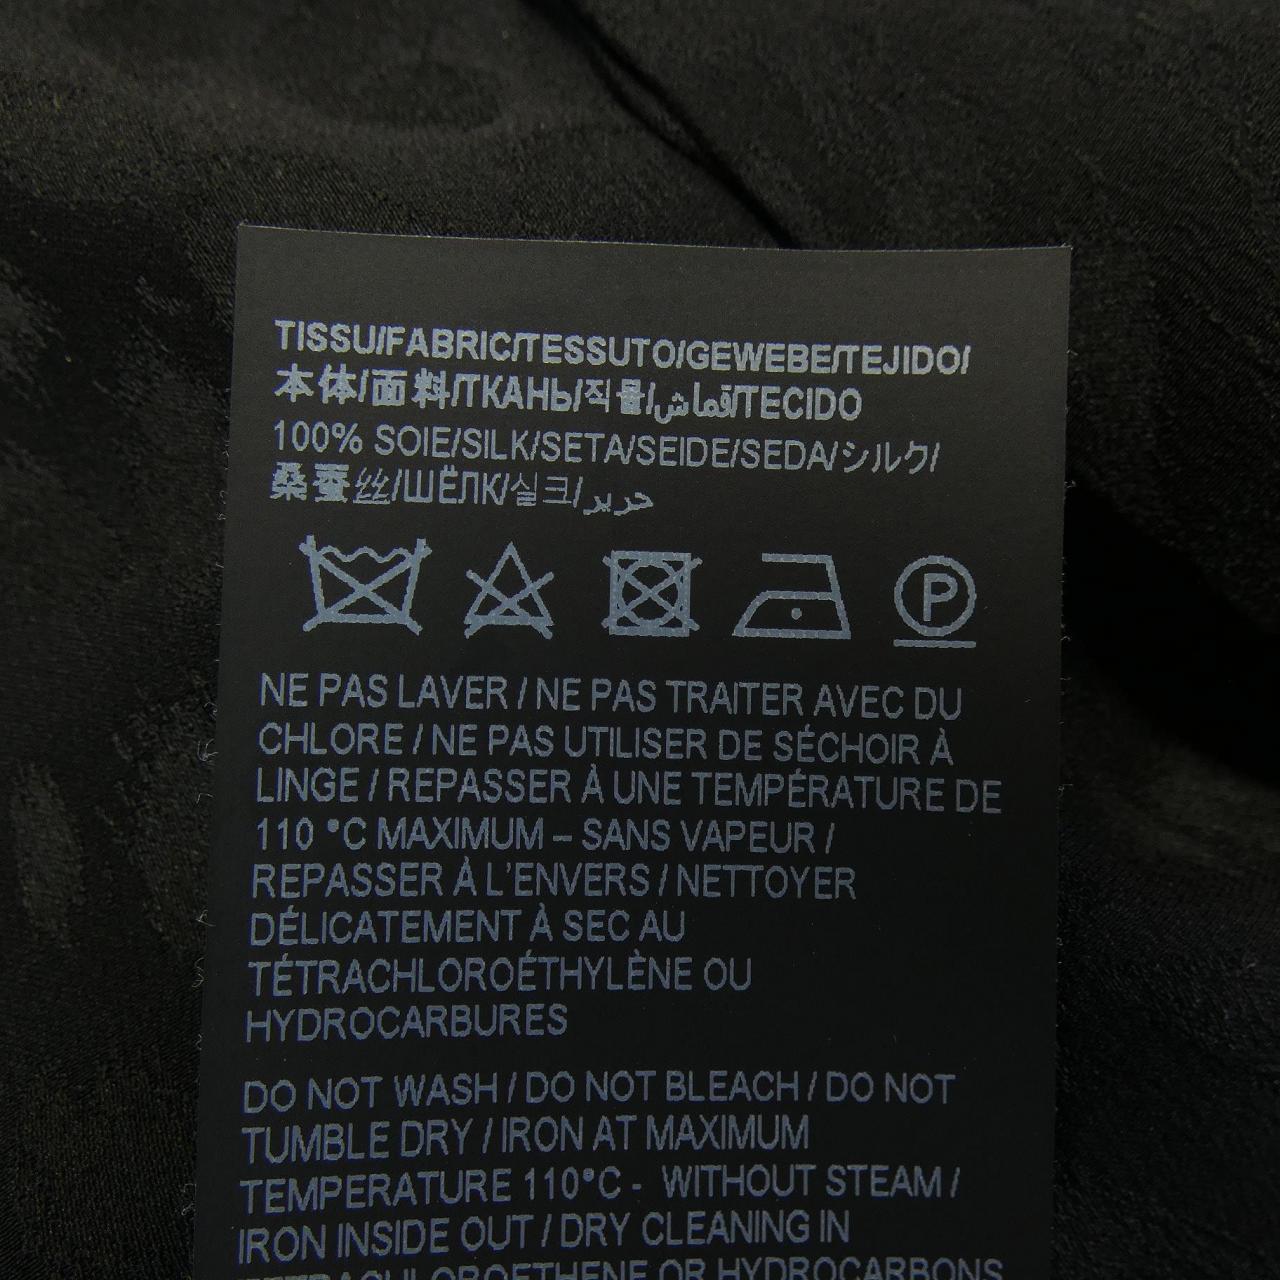 TISSU/FABRIC/TESSUTO/GEWEBE/TEJIDO/
本体/面料/ТКАНЬ/직물/قماش/TECIDO
100% SOIE/SILK/SETA/SEIDE/SEDA/シルク/
桑蚕丝/ШЁЛК/실크/حرير
P
NE PAS LAVER / NE PAS TRAITER AVEC DU
CHLORE / NE PAS UTILISER DE SÉCHOIR À
LINGE / REPASSER À UNE TEMPÉRATURE DE
110 °C MAXIMUM – SANS VAPEUR /
REPASSER À L'ENVERS / NETTOYER
DÉLICATEMENT À SEC AU
TÉTRACHLOROÉTHYLÈNE OU
HYDROCARBURES
DO NOT WASH / DO NOT BLEACH / DO NOT
TUMBLE DRY / IRON AT MAXIMUM
TEMPERATURE 110°C - WITHOUT STEAM /
IRON INSIDE OUT / DRY CLEANING IN
TETRACHLOROETHENE OR HYDROCARBONS